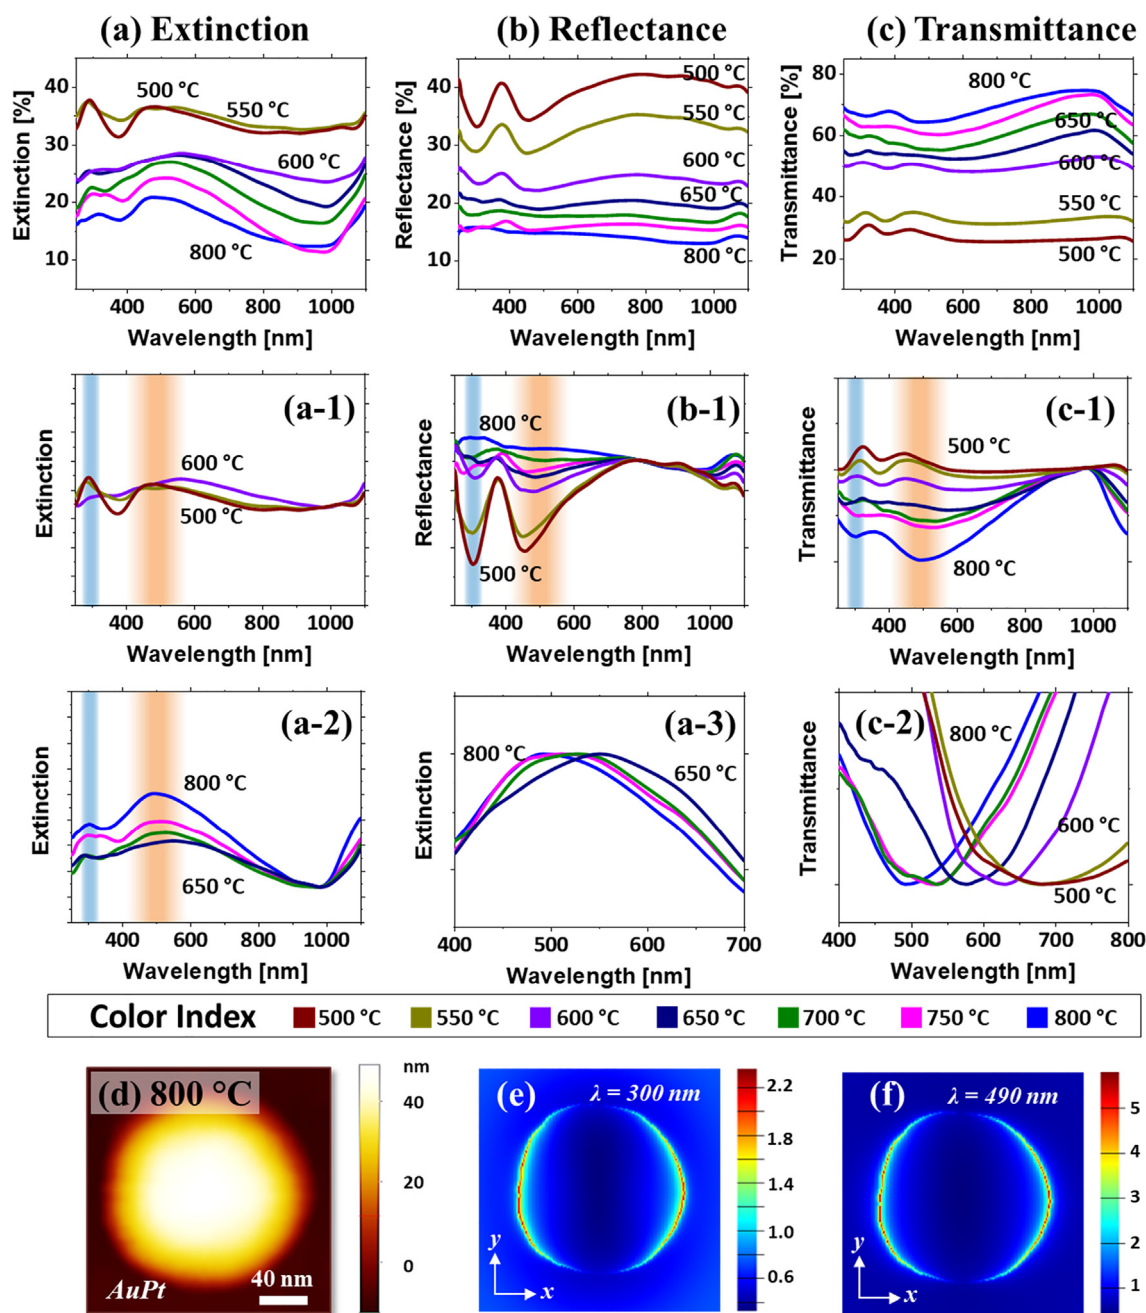 (a) Extinction
(b) Reflectance
(c) Transmittance
Extinction [%]
40
30
20
10
500 °C
550 °C
600 °C
800 °C
400 600 800 1000
Wavelength [nm]
Reflectance [%]
40
30
20
10
500 °C
550 °C
600 °C
650 °C
800 °C
400 600 800 1000
Wavelength [nm]
Transmittance [%]
80
60
40
20
800 °C
650 °C
600 °C
550 °C
500 °C
400 600 800 1000
Wavelength [nm]
(a-1)
Extinction
600 °C
500 °C
400 600 800 1000
Wavelength [nm]
(b-1)
Reflectance
800 °C
500 °C
400 600 800 1000
Wavelength [nm]
(c-1)
Transmittance
500 °C
800 °C
400 600 800 1000
Wavelength [nm]
(a-2)
Extinction
800 °C
650 °C
400 600 800 1000
Wavelength [nm]
(a-3)
Extinction
800 °C
650 °C
400 500 600 700
Wavelength [nm]
(c-2)
Transmittance
800 °C
600 °C
500 °C
400 500 600 700 800
Wavelength [nm]
Color Index 500 °C 550 °C 600 °C 650 °C 700 °C 750 °C 800 °C
(d) 800 °C
AuPt
40 nm
nm
40
20
0
(e)
λ = 300 nm
y
x
2.2
1.8
1.4
1.0
0.6
(f)
λ = 490 nm
y
x
5
4
3
2
1